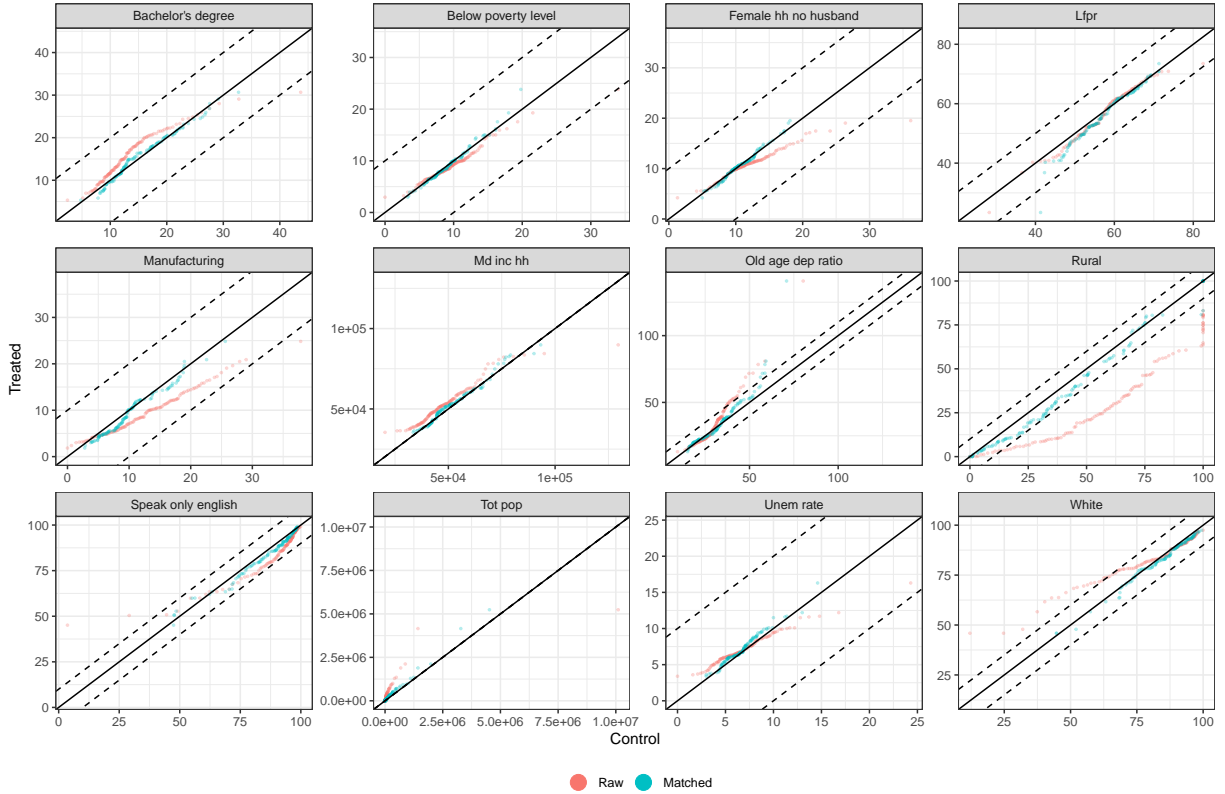 Bachelor's degree
Below poverty level
Female hh no husband
Lfpr
40
30
20
10
10
20
30
40
30
20
10
0
0
10
20
30
30
20
10
0
0
10
20
30
80
60
40
40
60
80
Manufacturing
Md inc hh
Old age dep ratio
Rural
30
20
10
0
0
10
20
30
1e+05
5e+04
5e+04
1e+05
100
50
50
100
100
75
50
25
0
0
25
50
75
100
Treated
Speak only english
Tot pop
Unem rate
White
100
75
50
25
0
0
25
50
75
100
1.0e+07
7.5e+06
5.0e+06
2.5e+06
0.0e+00
0.0e+00
2.5e+06
5.0e+06
7.5e+06
1.0e+07
25
20
15
10
5
0
0
5
10
15
20
25
100
75
50
25
25
50
75
100
Control
Raw
Matched